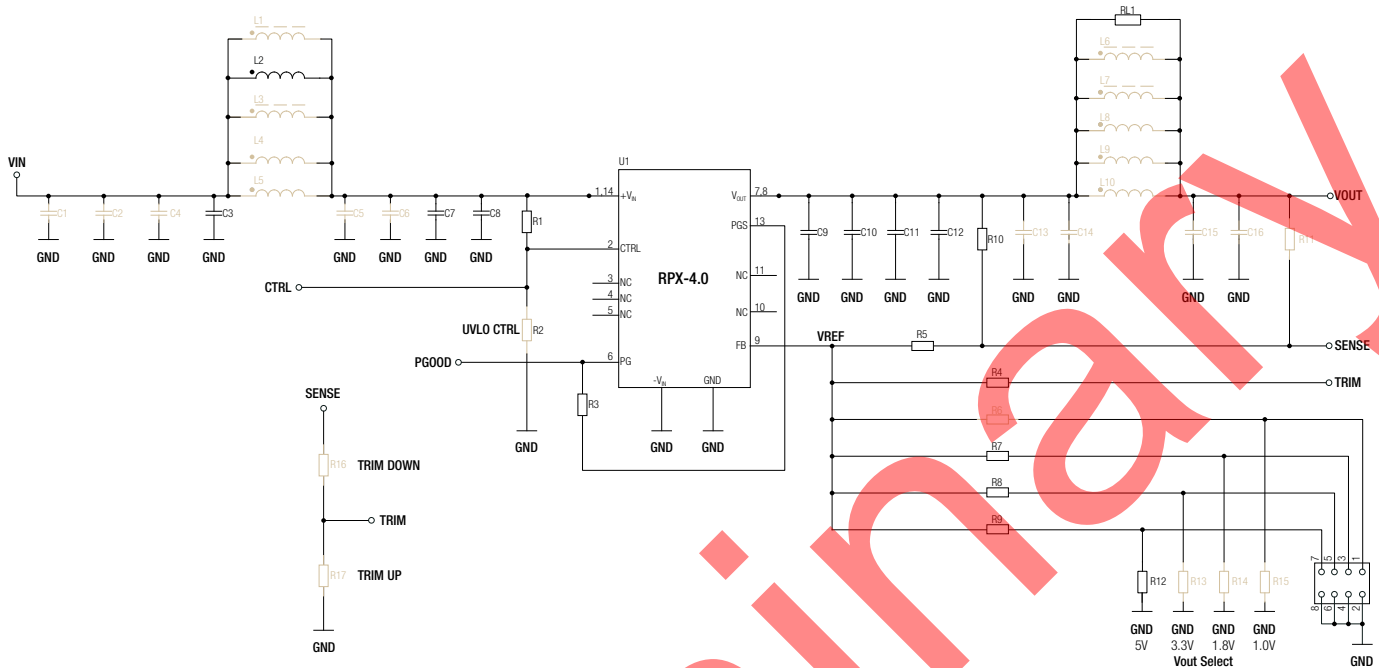 L1
L2
L3
L4
L5
RL1
L6
L7
L8
L9
L10
VIN
C1
C2
C4
C3
C5
C6
C7
C8
GND
GND
GND
GND
GND
GND
GND
GND
R1
CTRL
UVLO CTRL
R2
PGOOD
R3
GND
U1
1,14
+VIN
2
CTRL
3
NC
4
NC
5
NC
6
PG
RPX-4.0
7,8
VOUT
13
PGS
11
NC
10
NC
9
FB
-VIN
GND
GND
GND
C9
C10
C11
C12
R10
C13
C14
C15
C16
R11
GND
GND
GND
GND
GND
GND
GND
GND
VOUT
VREF
R5
SENSE
R4
TRIM
R6
R7
R8
R9
R12
R13
R14
R15
GND
GND
GND
GND
5V
3.3V
1.8V
1.0V
Vout Select
7
5
3
1
8
6
4
2
GND
SENSE
R16
TRIM DOWN
TRIM
R17
TRIM UP
GND
inary